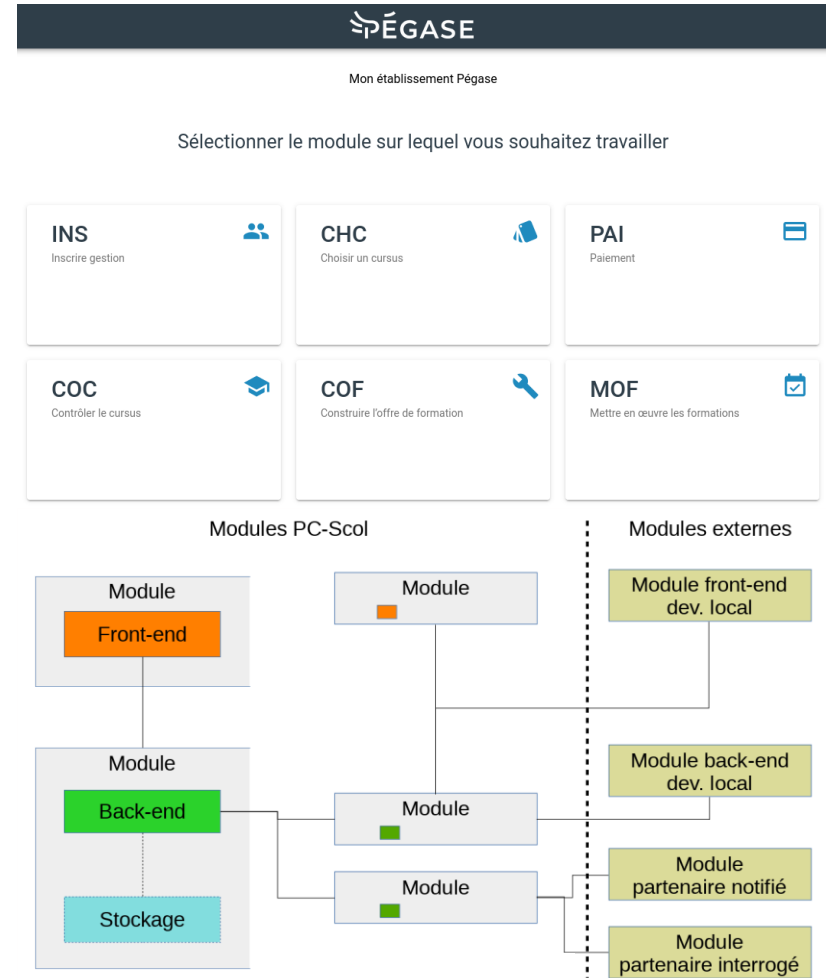 PÉGASE
Mon établissement Pégase
Sélectionner le module sur lequel vous souhaitez travailler
INS
Inscrire gestion
CHC
Choisir un cursus
PAI
Paiement
COC
Contrôler le cursus
COF
Construire l'offre de formation
MOF
Mettre en œuvre les formations
Modules PC-Scol
Modules externes
Module
Front-end
Module
Module front-end
dev. local
Module
Back-end
Stockage
Module
Module
Module back-end
dev. local
Module
partenaire notifié
Module
partenaire interrogé